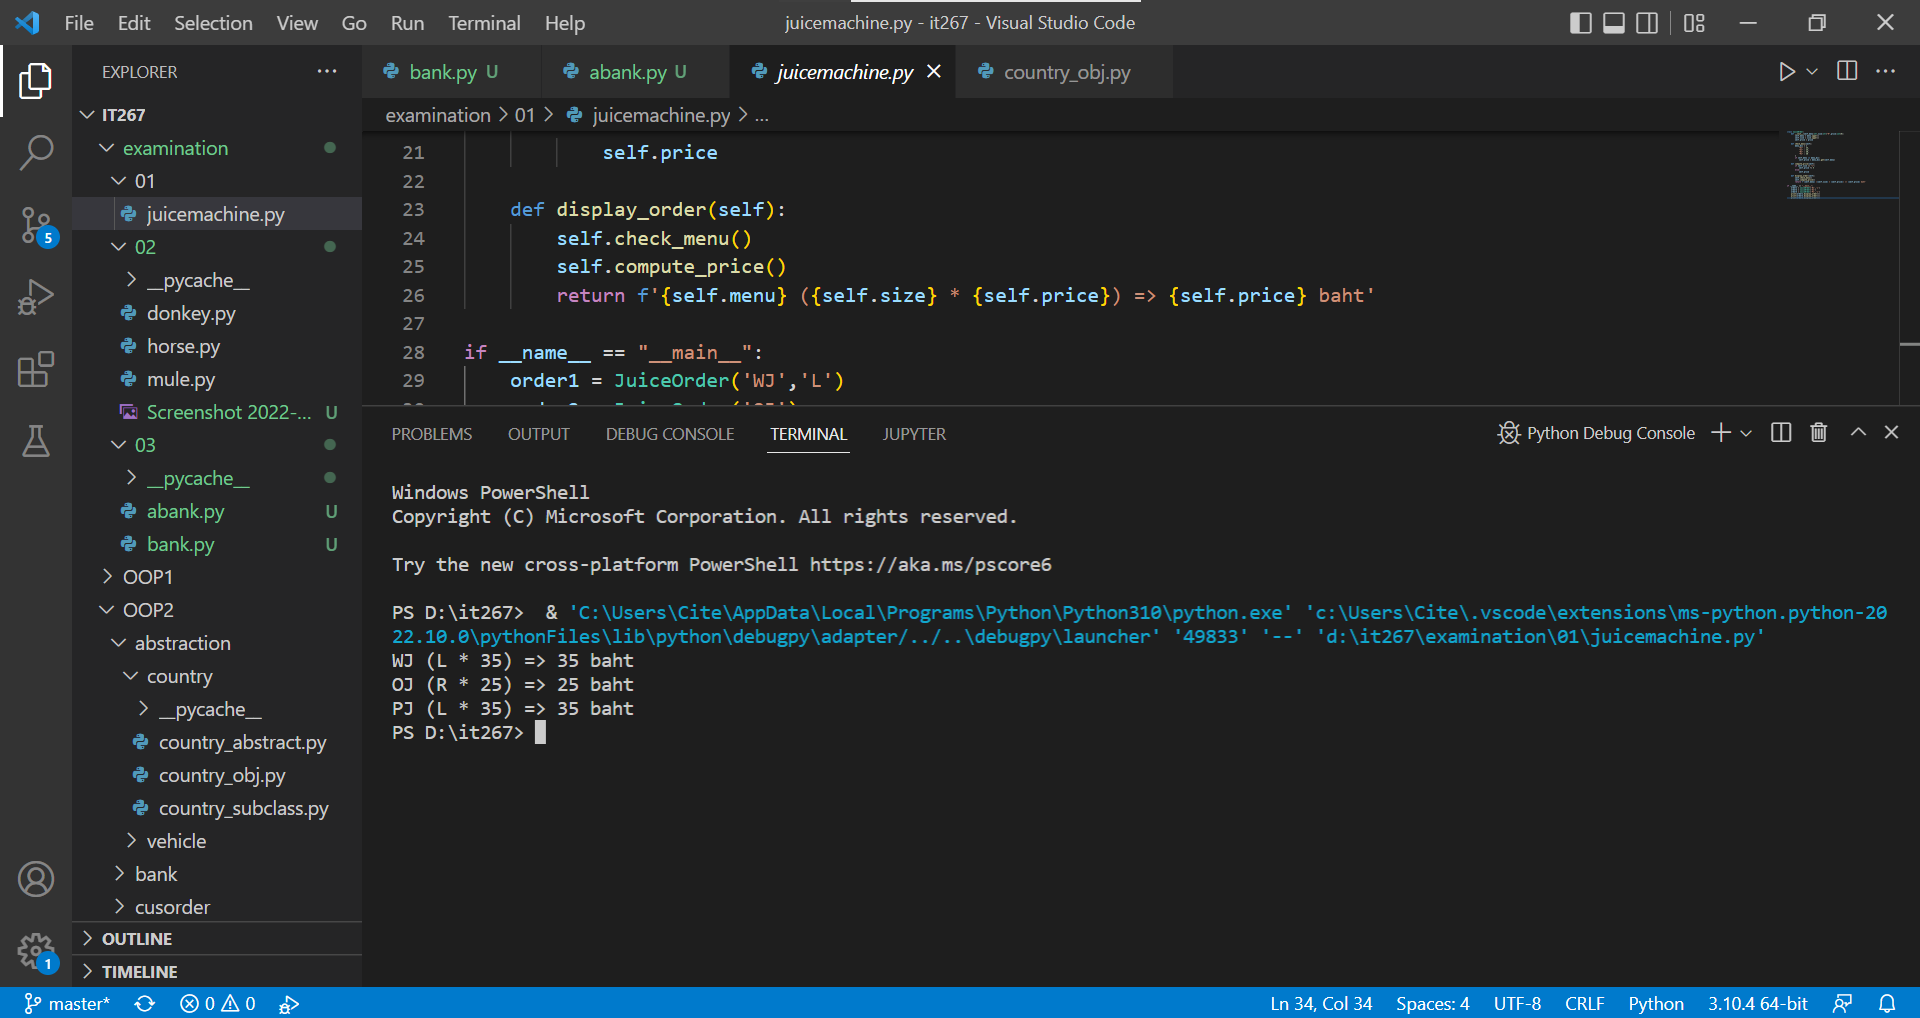 File Edit Selection View Go Run Terminal Help
juicemachine.py - it267 - Visual Studio Code
EXPLORER
IT267
examination
01
juicemachine.py
02
__pycache__
donkey.py
horse.py
mule.py
Screenshot 2022-... U
03
__pycache__
abank.py U
bank.py U
OOP1
OOP2
abstraction
country
__pycache__
country_abstract.py
country_obj.py
country_subclass.py
vehicle
bank
cusorder
OUTLINE
TIMELINE
5
1
bank.py U abank.py U juicemachine.py country_obj.py
examination > 01 > juicemachine.py > ...
21 self.price
22
23 def display_order(self):
24 self.check_menu()
25 self.compute_price()
26 return f'{self.menu} ({self.size} * {self.price}) => {self.price} baht'
27
28 if __name__ == "__main__":
29 order1 = JuiceOrder('WJ','L')
PROBLEMS OUTPUT DEBUG CONSOLE TERMINAL JUPYTER
Python Debug Console
Windows PowerShell
Copyright (C) Microsoft Corporation. All rights reserved.
Try the new cross-platform PowerShell https://aka.ms/pscore6
PS D:\it267>  & 'C:\Users\Cite\AppData\Local\Programs\Python\Python310\python.exe' 'c:\Users\Cite\.vscode\extensions\ms-python.python-20
22.10.0\pythonFiles\lib\python\debugpy\adapter/../..\debugpy\launcher' '49833' '--' 'd:\it267\examination\01\juicemachine.py'
WJ (L * 35) => 35 baht
OJ (R * 25) => 25 baht
PJ (L * 35) => 35 baht
PS D:\it267>
master* 0 0
Ln 34, Col 34 Spaces: 4 UTF-8 CRLF Python 3.10.4 64-bit